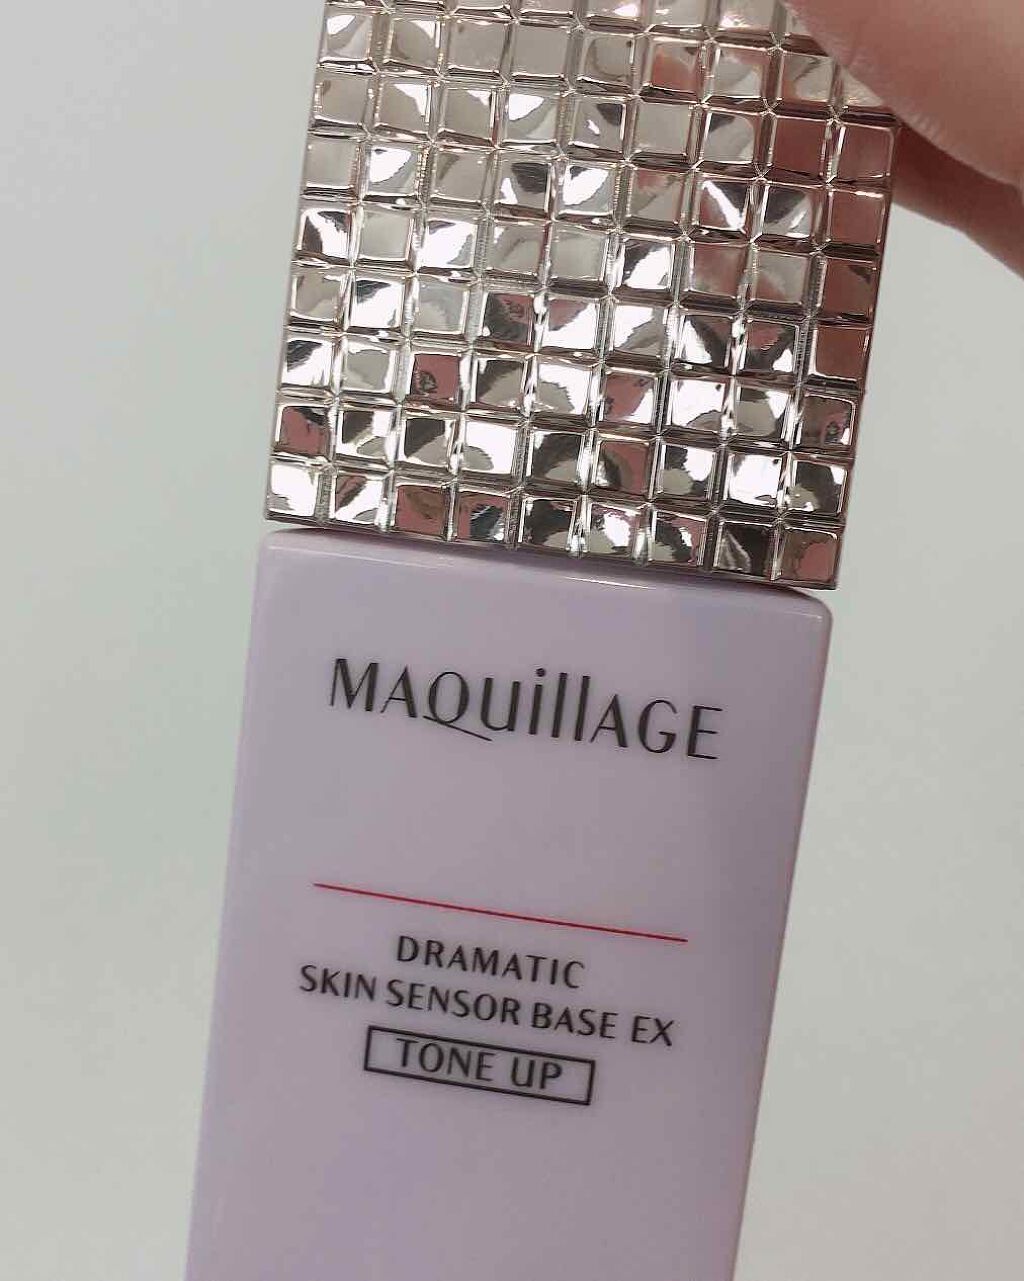 MAQuillAGE
DRAMATIC
SKIN SENSOR BASE EX
TONE UP